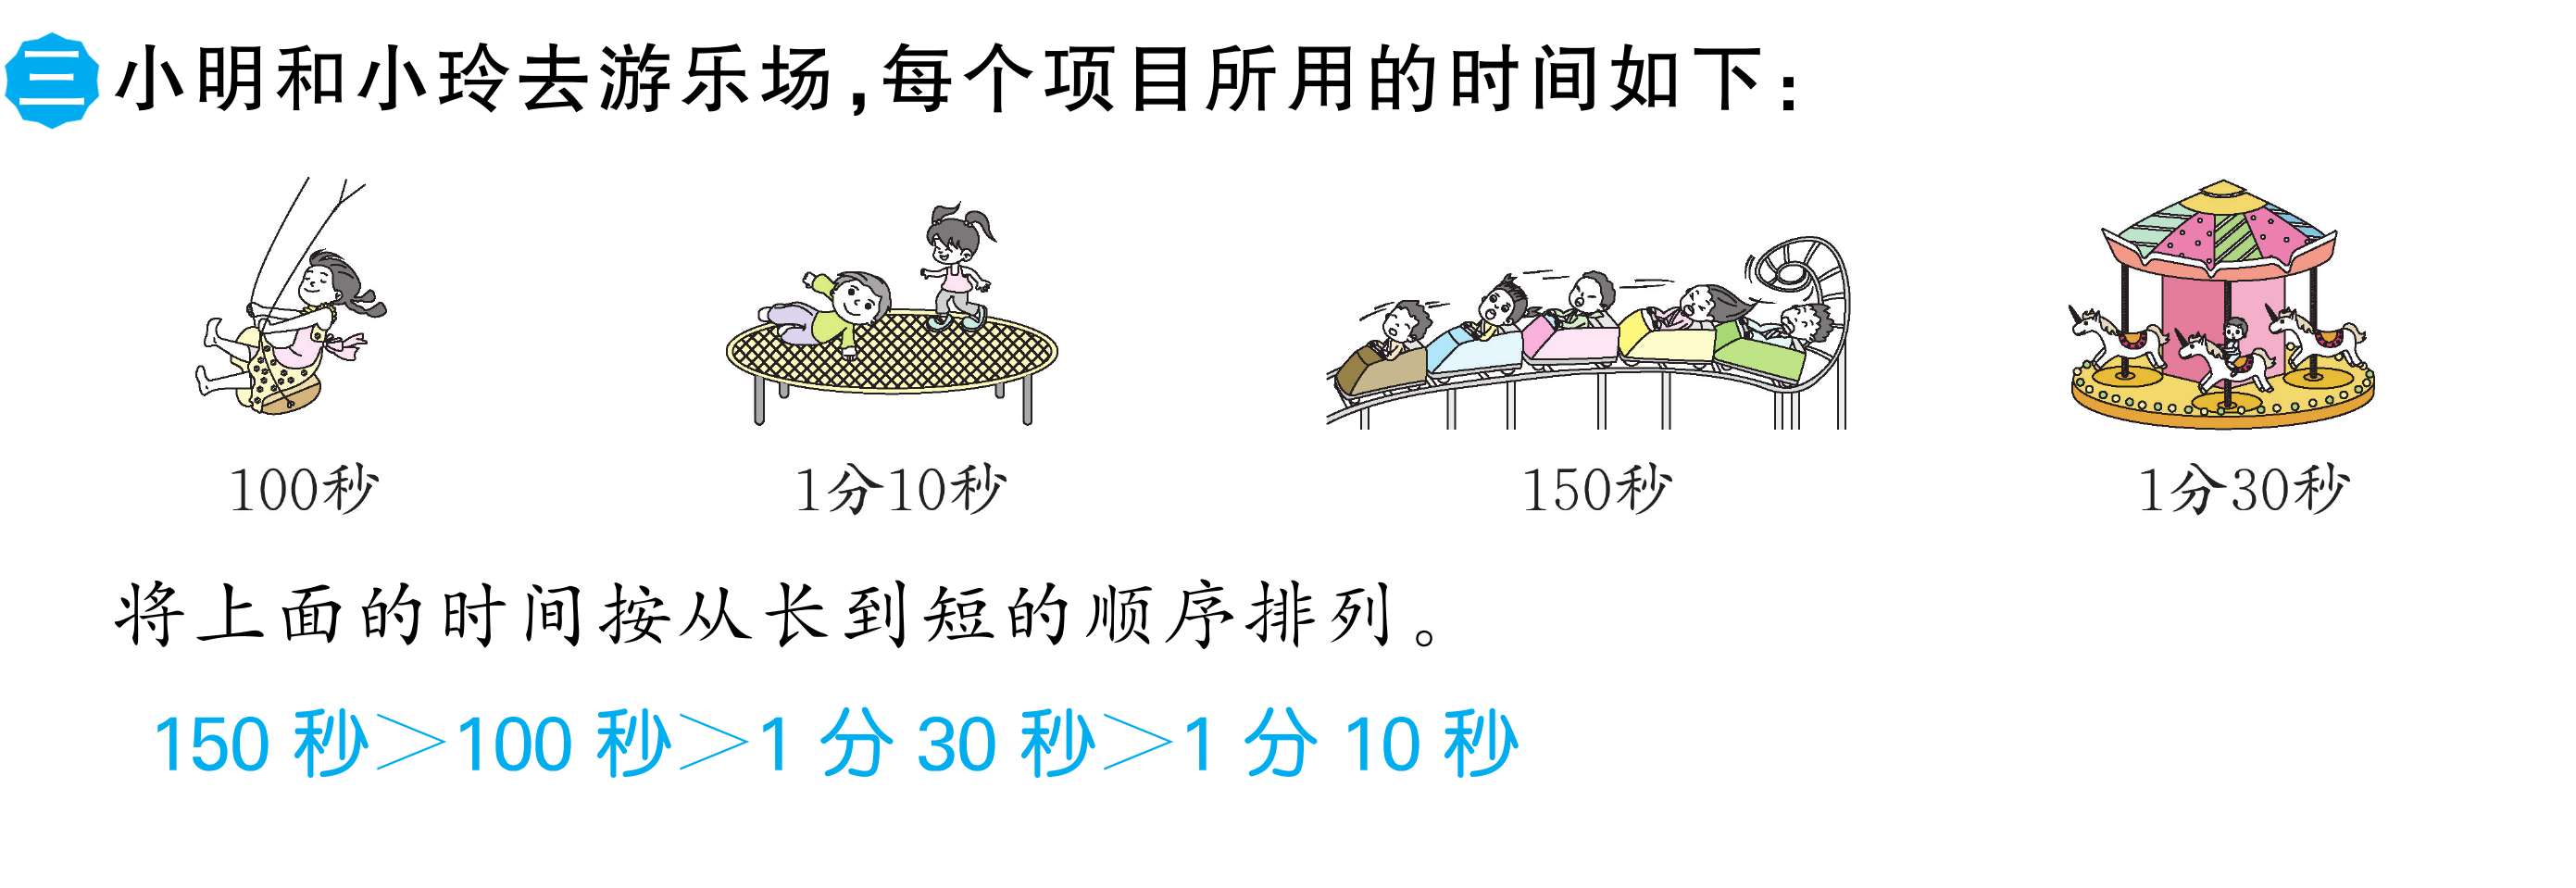 三 小明和小玲去游乐场,每个项目所用的时间如下:
100秒 1分10秒 150秒 1分30秒
将上面的时间按从长到短的顺序排列。
150 秒>100 秒>1 分 30 秒>1 分 10 秒